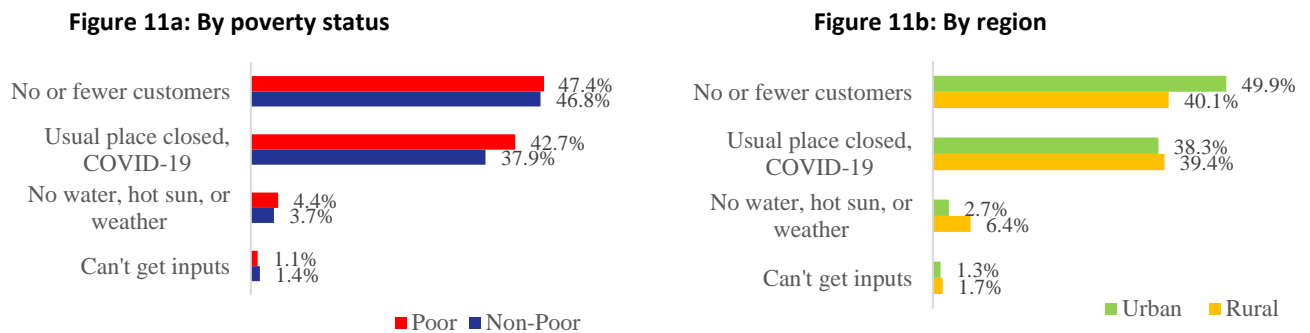 Figure 11a: By poverty status
No or fewer customers
47.4%
46.8%
Usual place closed,
COVID-19
42.7%
37.9%
No water, hot sun, or
weather
4.4%
3.7%
Can't get inputs
1.1%
1.4%
Poor Non-Poor
Figure 11b: By region
No or fewer customers
49.9%
40.1%
Usual place closed,
COVID-19
38.3%
39.4%
No water, hot sun, or
weather
2.7%
6.4%
Can't get inputs
1.3%
1.7%
Urban Rural